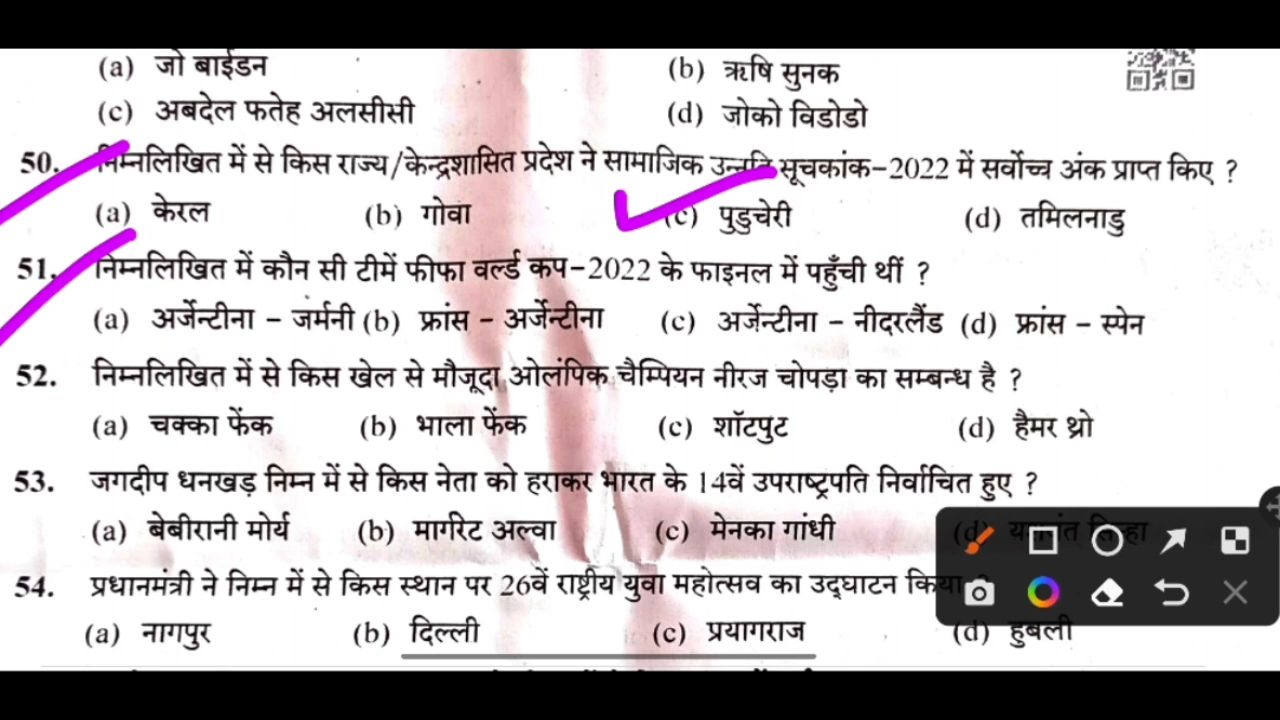 (a) जो बाईडन (b) ऋषि सुनक
(c) अबदेल फतेह अलसीसी (d) जोको विडोडो
50. निम्नलिखित में से किस राज्य/केन्द्रशासित प्रदेश ने सामाजिक उन्नति सूचकांक-2022 में सर्वोच्च अंक प्राप्त किए ?
(a) केरल (b) गोवा (c) पुडुचेरी (d) तमिलनाडु
51. निम्नलिखित में कौन सी टीमें फीफा वर्ल्ड कप-2022 के फाइनल में पहुँची थीं ?
(a) अर्जेन्टीना - जर्मनी (b) फ्रांस - अर्जेन्टीना (c) अर्जेन्टीना - नीदरलैंड (d) फ्रांस - स्पेन
52. निम्नलिखित में से किस खेल से मौजूदा ओलंपिक चैम्पियन नीरज चोपड़ा का सम्बन्ध है ?
(a) चक्का फेंक (b) भाला फेंक (c) शॉटपुट (d) हैमर थ्रो
53. जगदीप धनखड़ निम्न में से किस नेता को हराकर भारत के 14वें उपराष्ट्रपति निर्वाचित हुए ?
(a) बेबीरानी मोर्य (b) मार्गरेट अल्वा (c) मेनका गांधी (d)
54. प्रधानमंत्री ने निम्न में से किस स्थान पर 26वें राष्ट्रीय युवा महोत्सव का उद्घाटन किया
(a) नागपुर (b) दिल्ली (c) प्रयागराज (d) हुबली